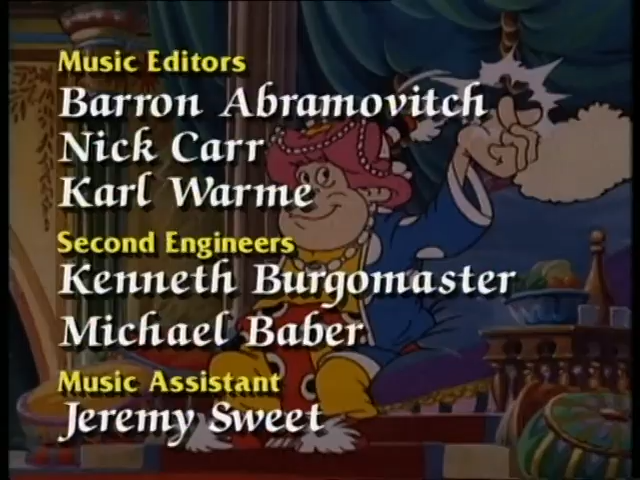 Music Editors
Barron Abramovitch
Nick Carr
Karl Warme
Second Engineers
Kenneth Burgomaster
Michael Baber
Music Assistant
Jeremy Sweet